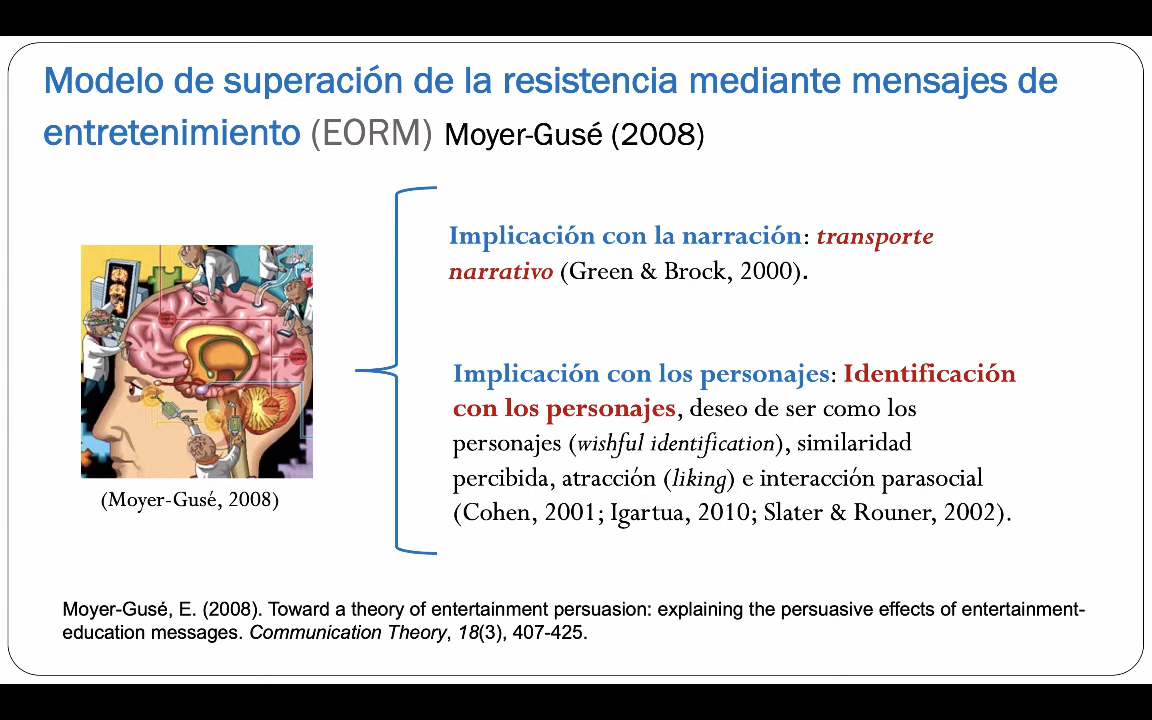 Modelo de superación de la resistencia mediante mensajes de
entretenimiento (EORM) Moyer-Gusé (2008)
Implicación con la narración: transporte
narrativo (Green & Brock, 2000).
Implicación con los personajes: Identificación
con los personajes, deseo de ser como los
personajes (wishful identification), similaridad
percibida, atracción (liking) e interacción parasocial
(Cohen, 2001; Igartua, 2010; Slater & Rouner, 2002).
(Moyer-Gusé, 2008)
Moyer-Gusé, E. (2008). Toward a theory of entertainment persuasion: explaining the persuasive effects of entertainment-
education messages. Communication Theory, 18(3), 407-425.